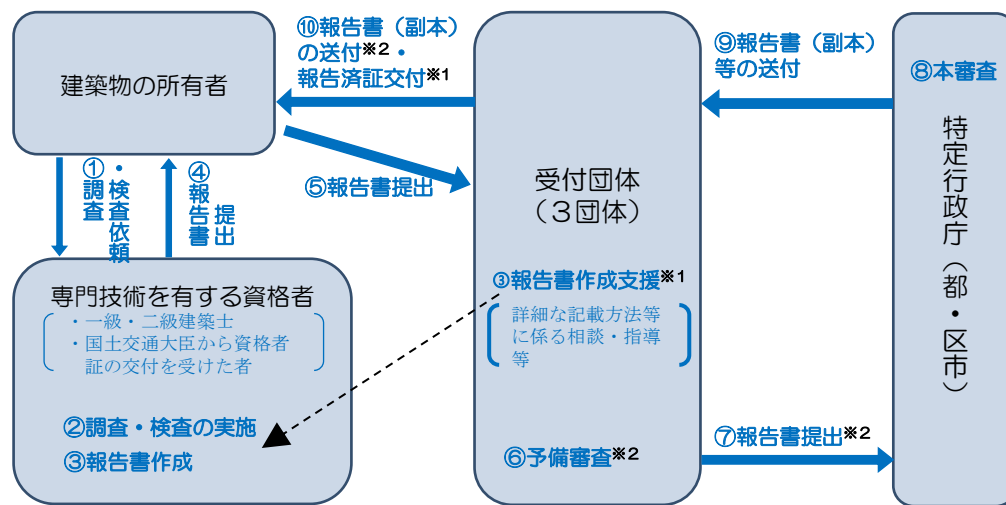 建築物の所有者
⑩報告書（副本）
の送付※2・
報告済証交付※1
⑨報告書（副本）
等の送付
⑧本審査
特定行政庁（都・区市）
①調査・検査依頼
④報告書提出
⑤報告書提出
受付団体
（３団体）
③報告書作成支援※1
詳細な記載方法等
に係る相談・指導
等
専門技術を有する資格者
・一級・二級建築士
・国土交通大臣から資格者
証の交付を受けた者
②調査・検査の実施
③報告書作成
⑥予備審査※2
⑦報告書提出※2